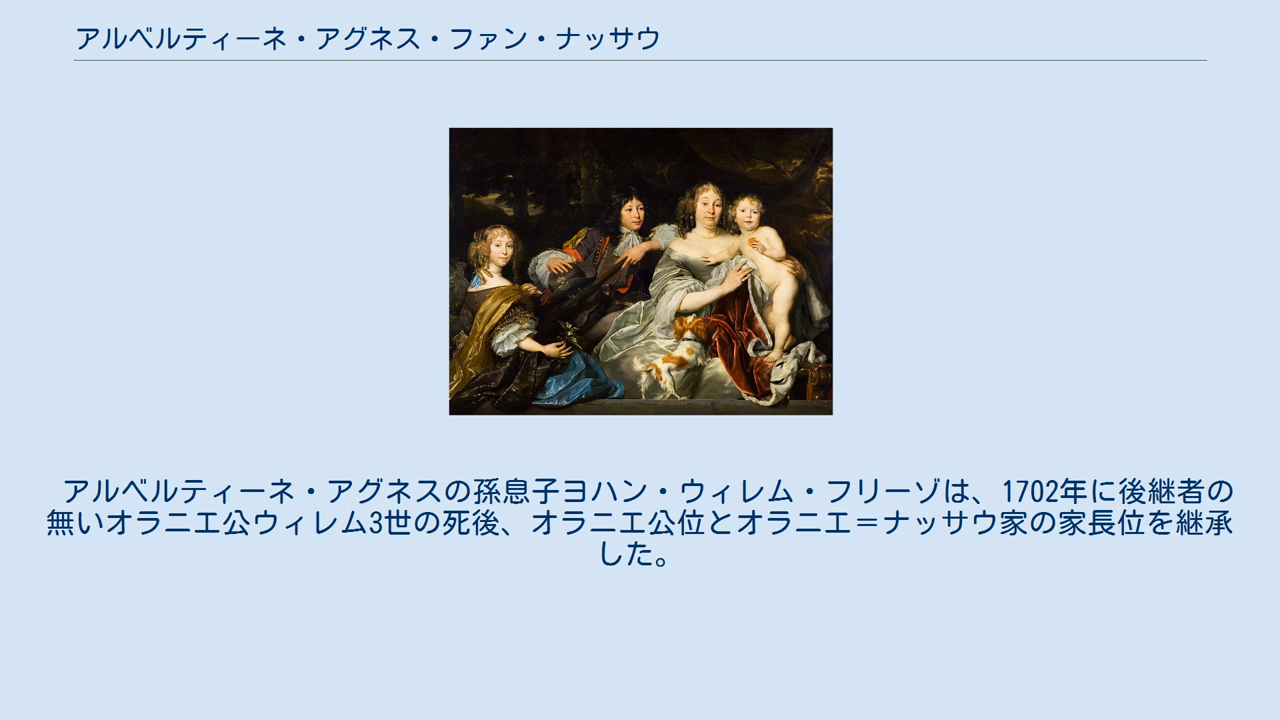 アルベルティーネ・アグネス・ファン・ナッサウ
アルベルティーネ・アグネスの孫息子ヨハン・ウィレム・フリーゾは、1702年に後継者の
無いオラニエ公ウィレム3世の死後、オラニエ公位とオラニエ＝ナッサウ家の家長位を継承
した。